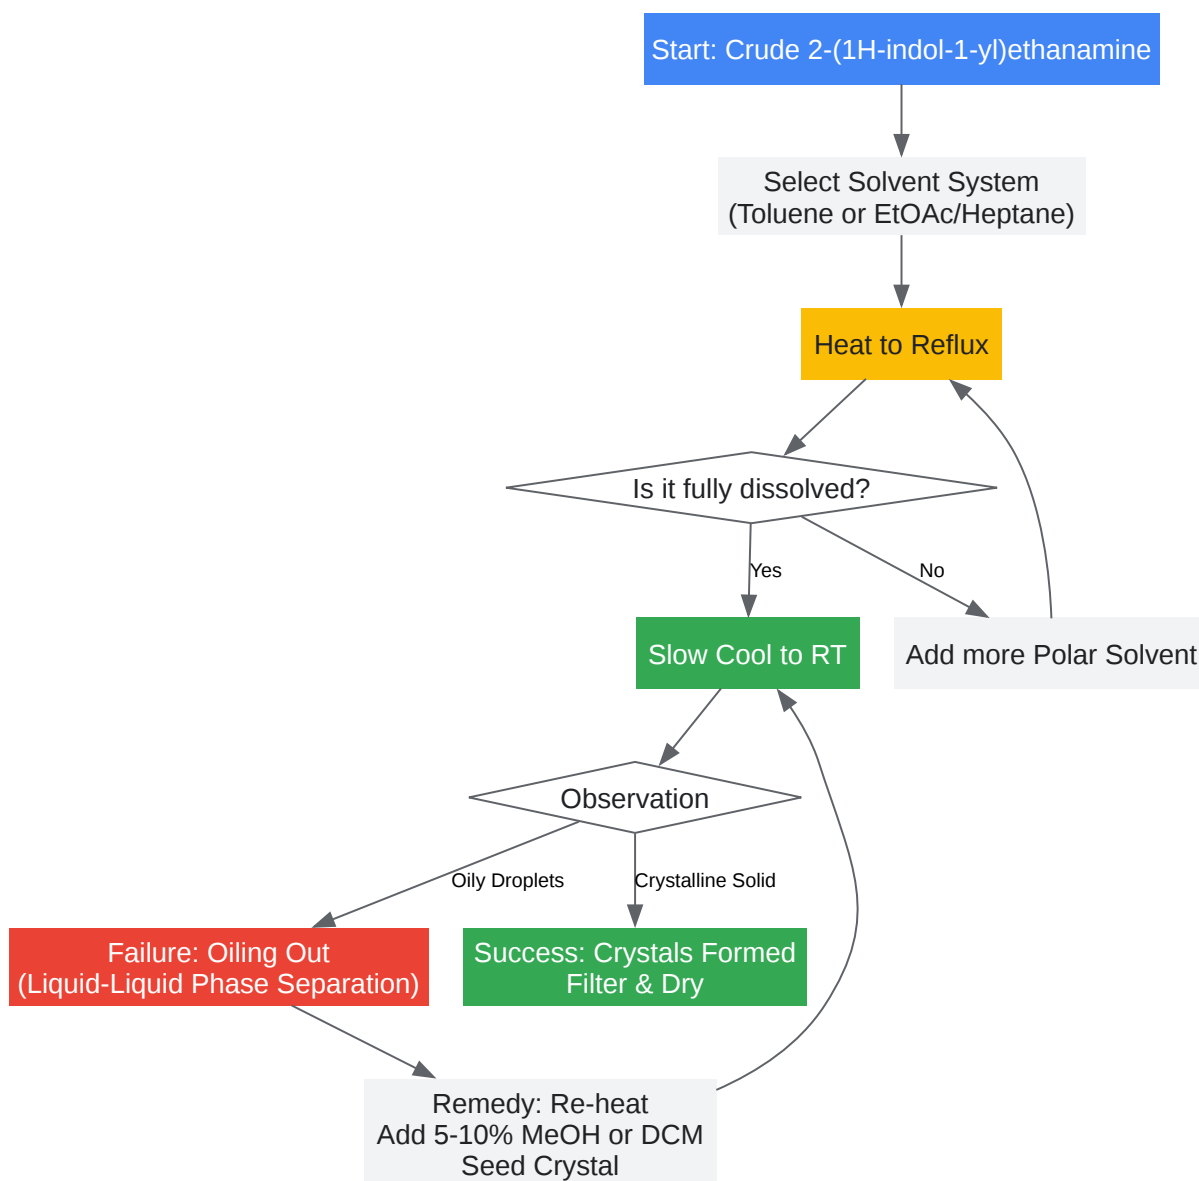 Start: Crude 2-(1H-indol-1-yl)ethanamine
Select Solvent System
(Toluene or EtOAc/Heptane)
Heat to Reflux
Is it fully dissolved?
Yes
No
Slow Cool to RT
Add more Polar Solvent
Observation
Oily Droplets
Crystalline Solid
Failure: Oiling Out
(Liquid-Liquid Phase Separation)
Success: Crystals Formed
Filter & Dry
Remedy: Re-heat
Add 5-10% MeOH or DCM
Seed Crystal